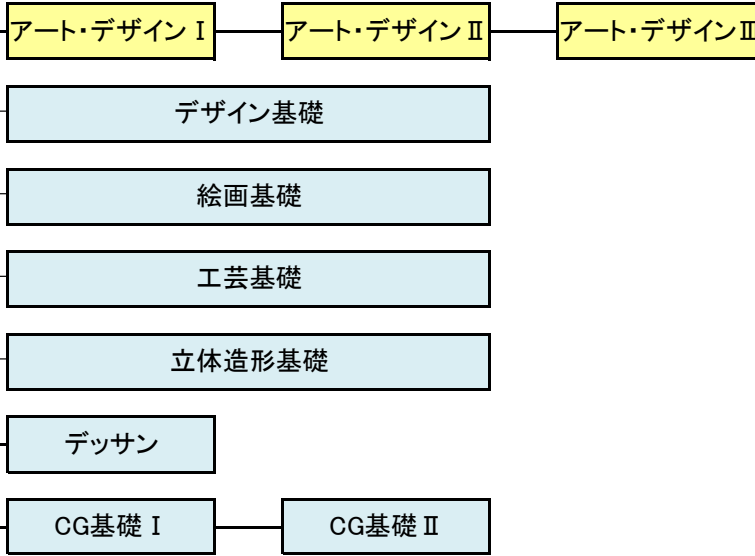 アート・デザインⅠ
アート・デザインⅡ
アート・デザインⅢ
デザイン基礎
絵画基礎
工芸基礎
立体造形基礎
デッサン
CG基礎Ⅰ
CG基礎Ⅱ